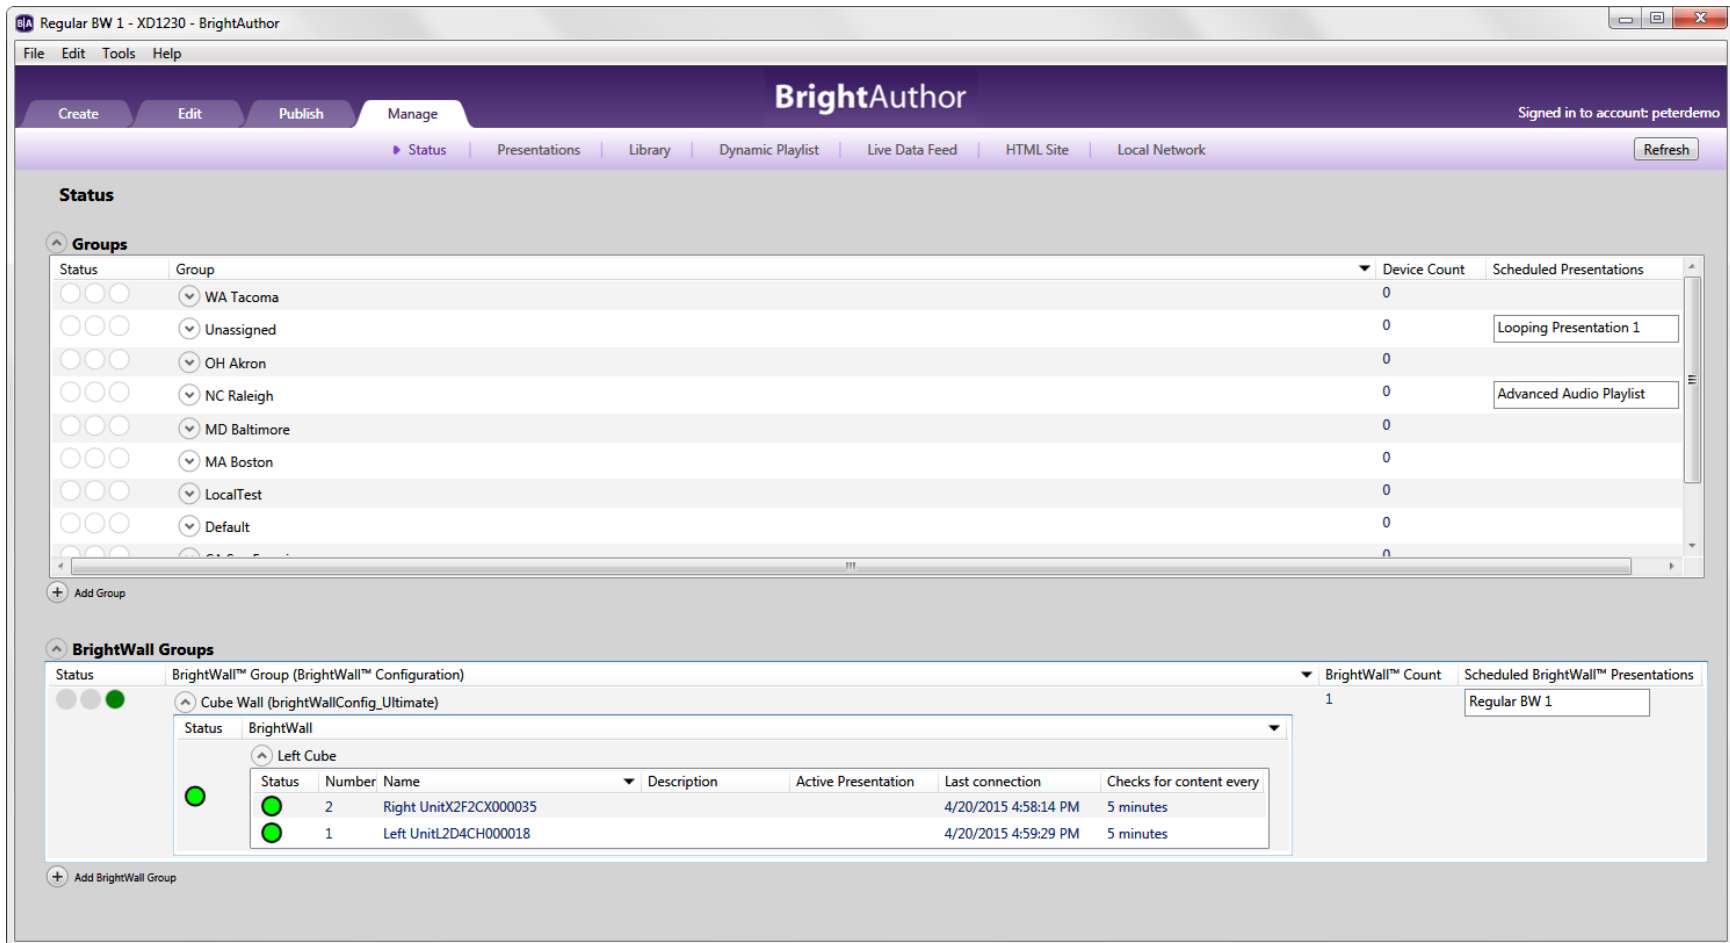 Regular BW 1 - XD1230 - BrightAuthor
File Edit Tools Help
BrightAuthor
Create Edit Publish Manage
Signed in to account: peterdemo
Status Presentations Library Dynamic Playlist Live Data Feed HTML Site Local Network Refresh
Status
Groups
Status Group Device Count Scheduled Presentations
WA Tacoma 0
Unassigned 0 Looping Presentation 1
OH Akron 0
NC Raleigh 0 Advanced Audio Playlist
MD Baltimore 0
MA Boston 0
LocalTest 0
Default 0
0
Add Group
BrightWall Groups
Status BrightWall™ Group (BrightWall™ Configuration) BrightWall™ Count Scheduled BrightWall™ Presentations
Cube Wall (brightWallConfig_Ultimate) 1 Regular BW 1
Status BrightWall
Left Cube
Status Number Name Description Active Presentation Last connection Checks for content every
2 Right UnitX2F2CX000035 4/20/2015 4:58:14 PM 5 minutes
1 Left UnitL2D4CH000018 4/20/2015 4:59:29 PM 5 minutes
Add BrightWall Group